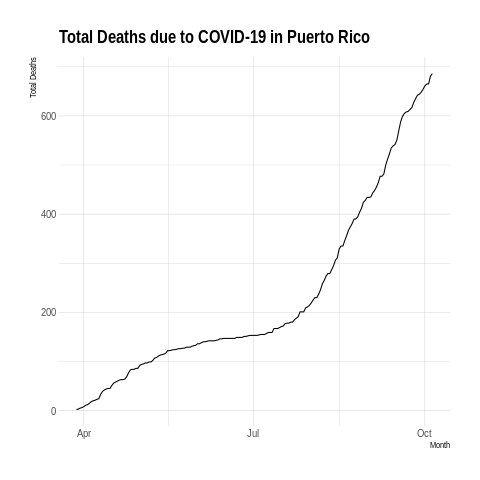 Total Deaths due to COVID-19 in Puerto Rico
Total Deaths
600
400
200
0
Apr Jul Oct
Month